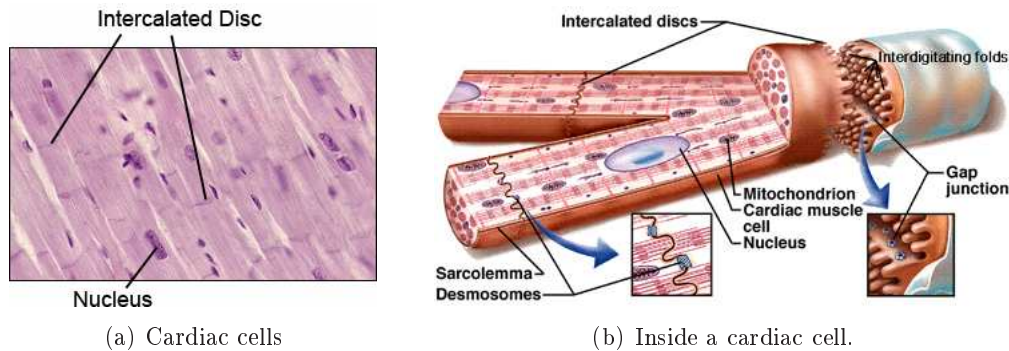 Intercalated Disc
Nucleus
(a) Cardiac cells
Intercalated discs
Interdigitating folds
Gap
junction
Mitochondrion
Cardiac muscle
cell
Nucleus
Sarcolemma
Desmosomes
(b) Inside a cardiac cell.